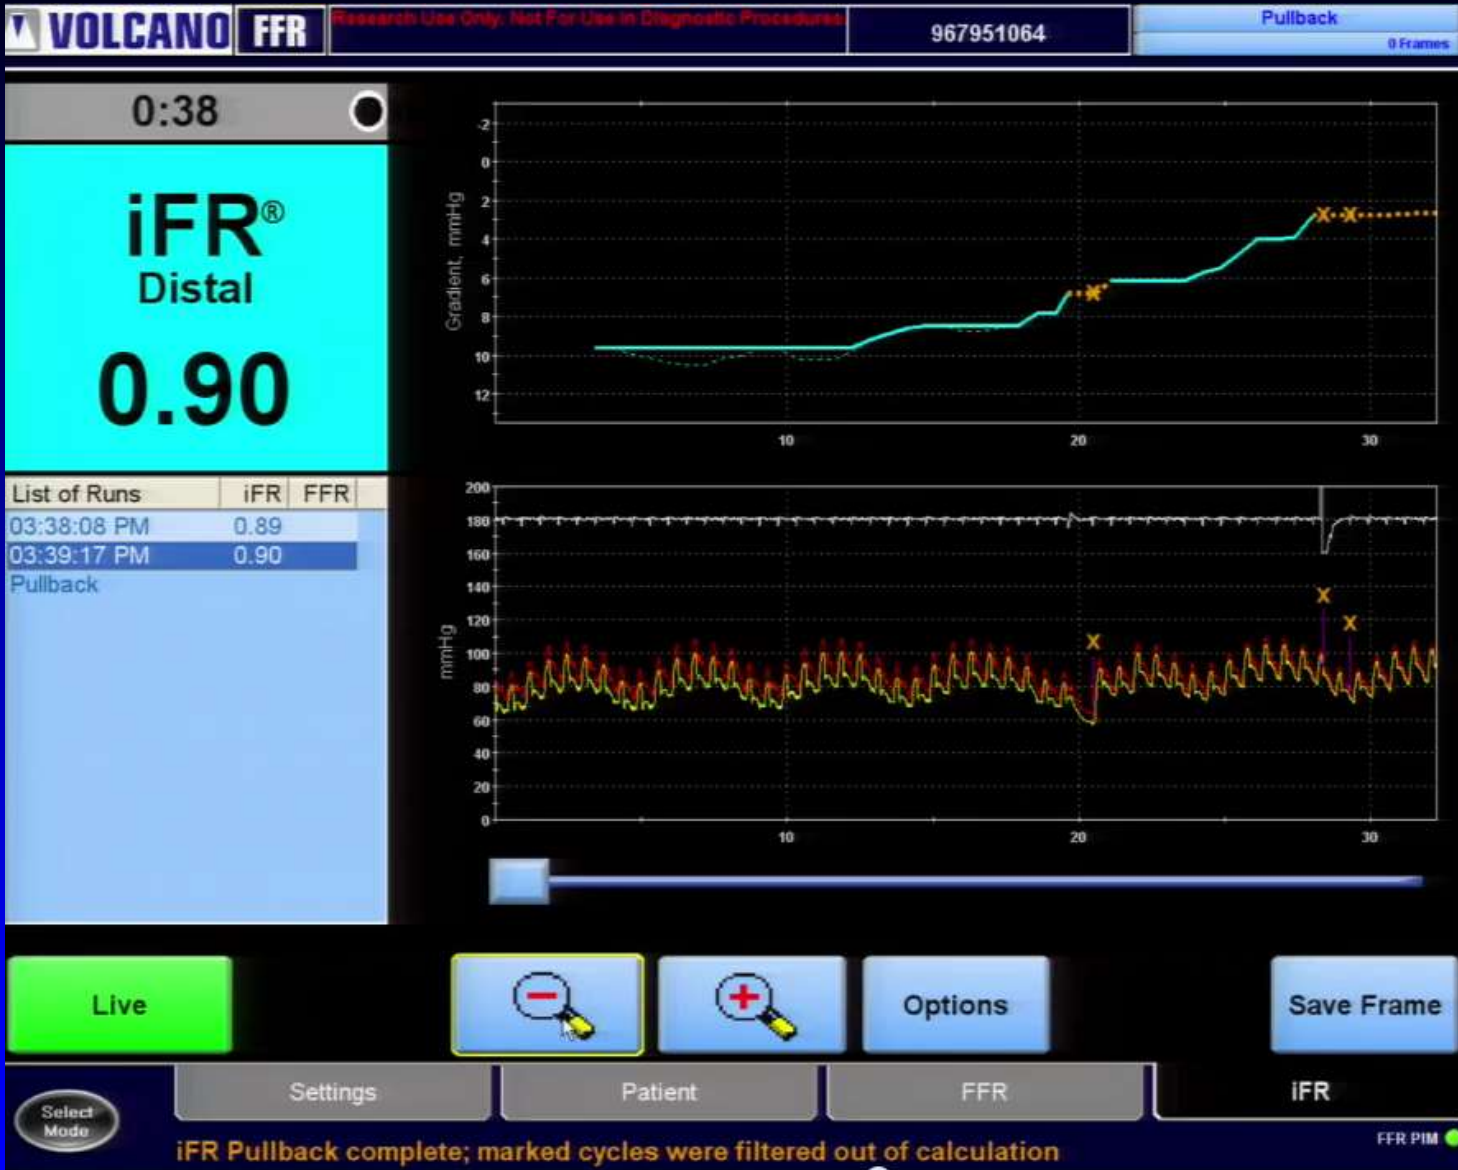 VOLCANO FFR Research Use Only, Not For Use in Diagnostic Procedures 967951064 Pullback
0 Frames
0:38
iFR®
Distal
0.90
Gradient, mmHg
-2
0
2
4
6
8
10
12
10 20 30
List of Runs iFR FFR
03:38:08 PM 0.89
03:39:17 PM 0.90
Pullback
mmHg
200
180
160
140
120
100
80
60
40
20
0
10 20 30
Live Options Save Frame
Settings Patient FFR iFR
Select
Mode
iFR Pullback complete; marked cycles were filtered out of calculation
FFR PIM